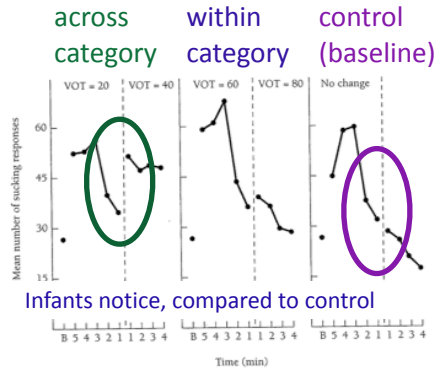 across category
within category
control (baseline)
VOT = 20
VOT = 40
VOT = 60
VOT = 80
No change
Mean number of sucking responses
60
45
30
15
Infants notice, compared to control
B 5 4 3 2 1 1 2 3 4
B 5 4 3 2 1 1 2 3 4
B 5 4 3 2 1 1 2 3 4
Time (min)